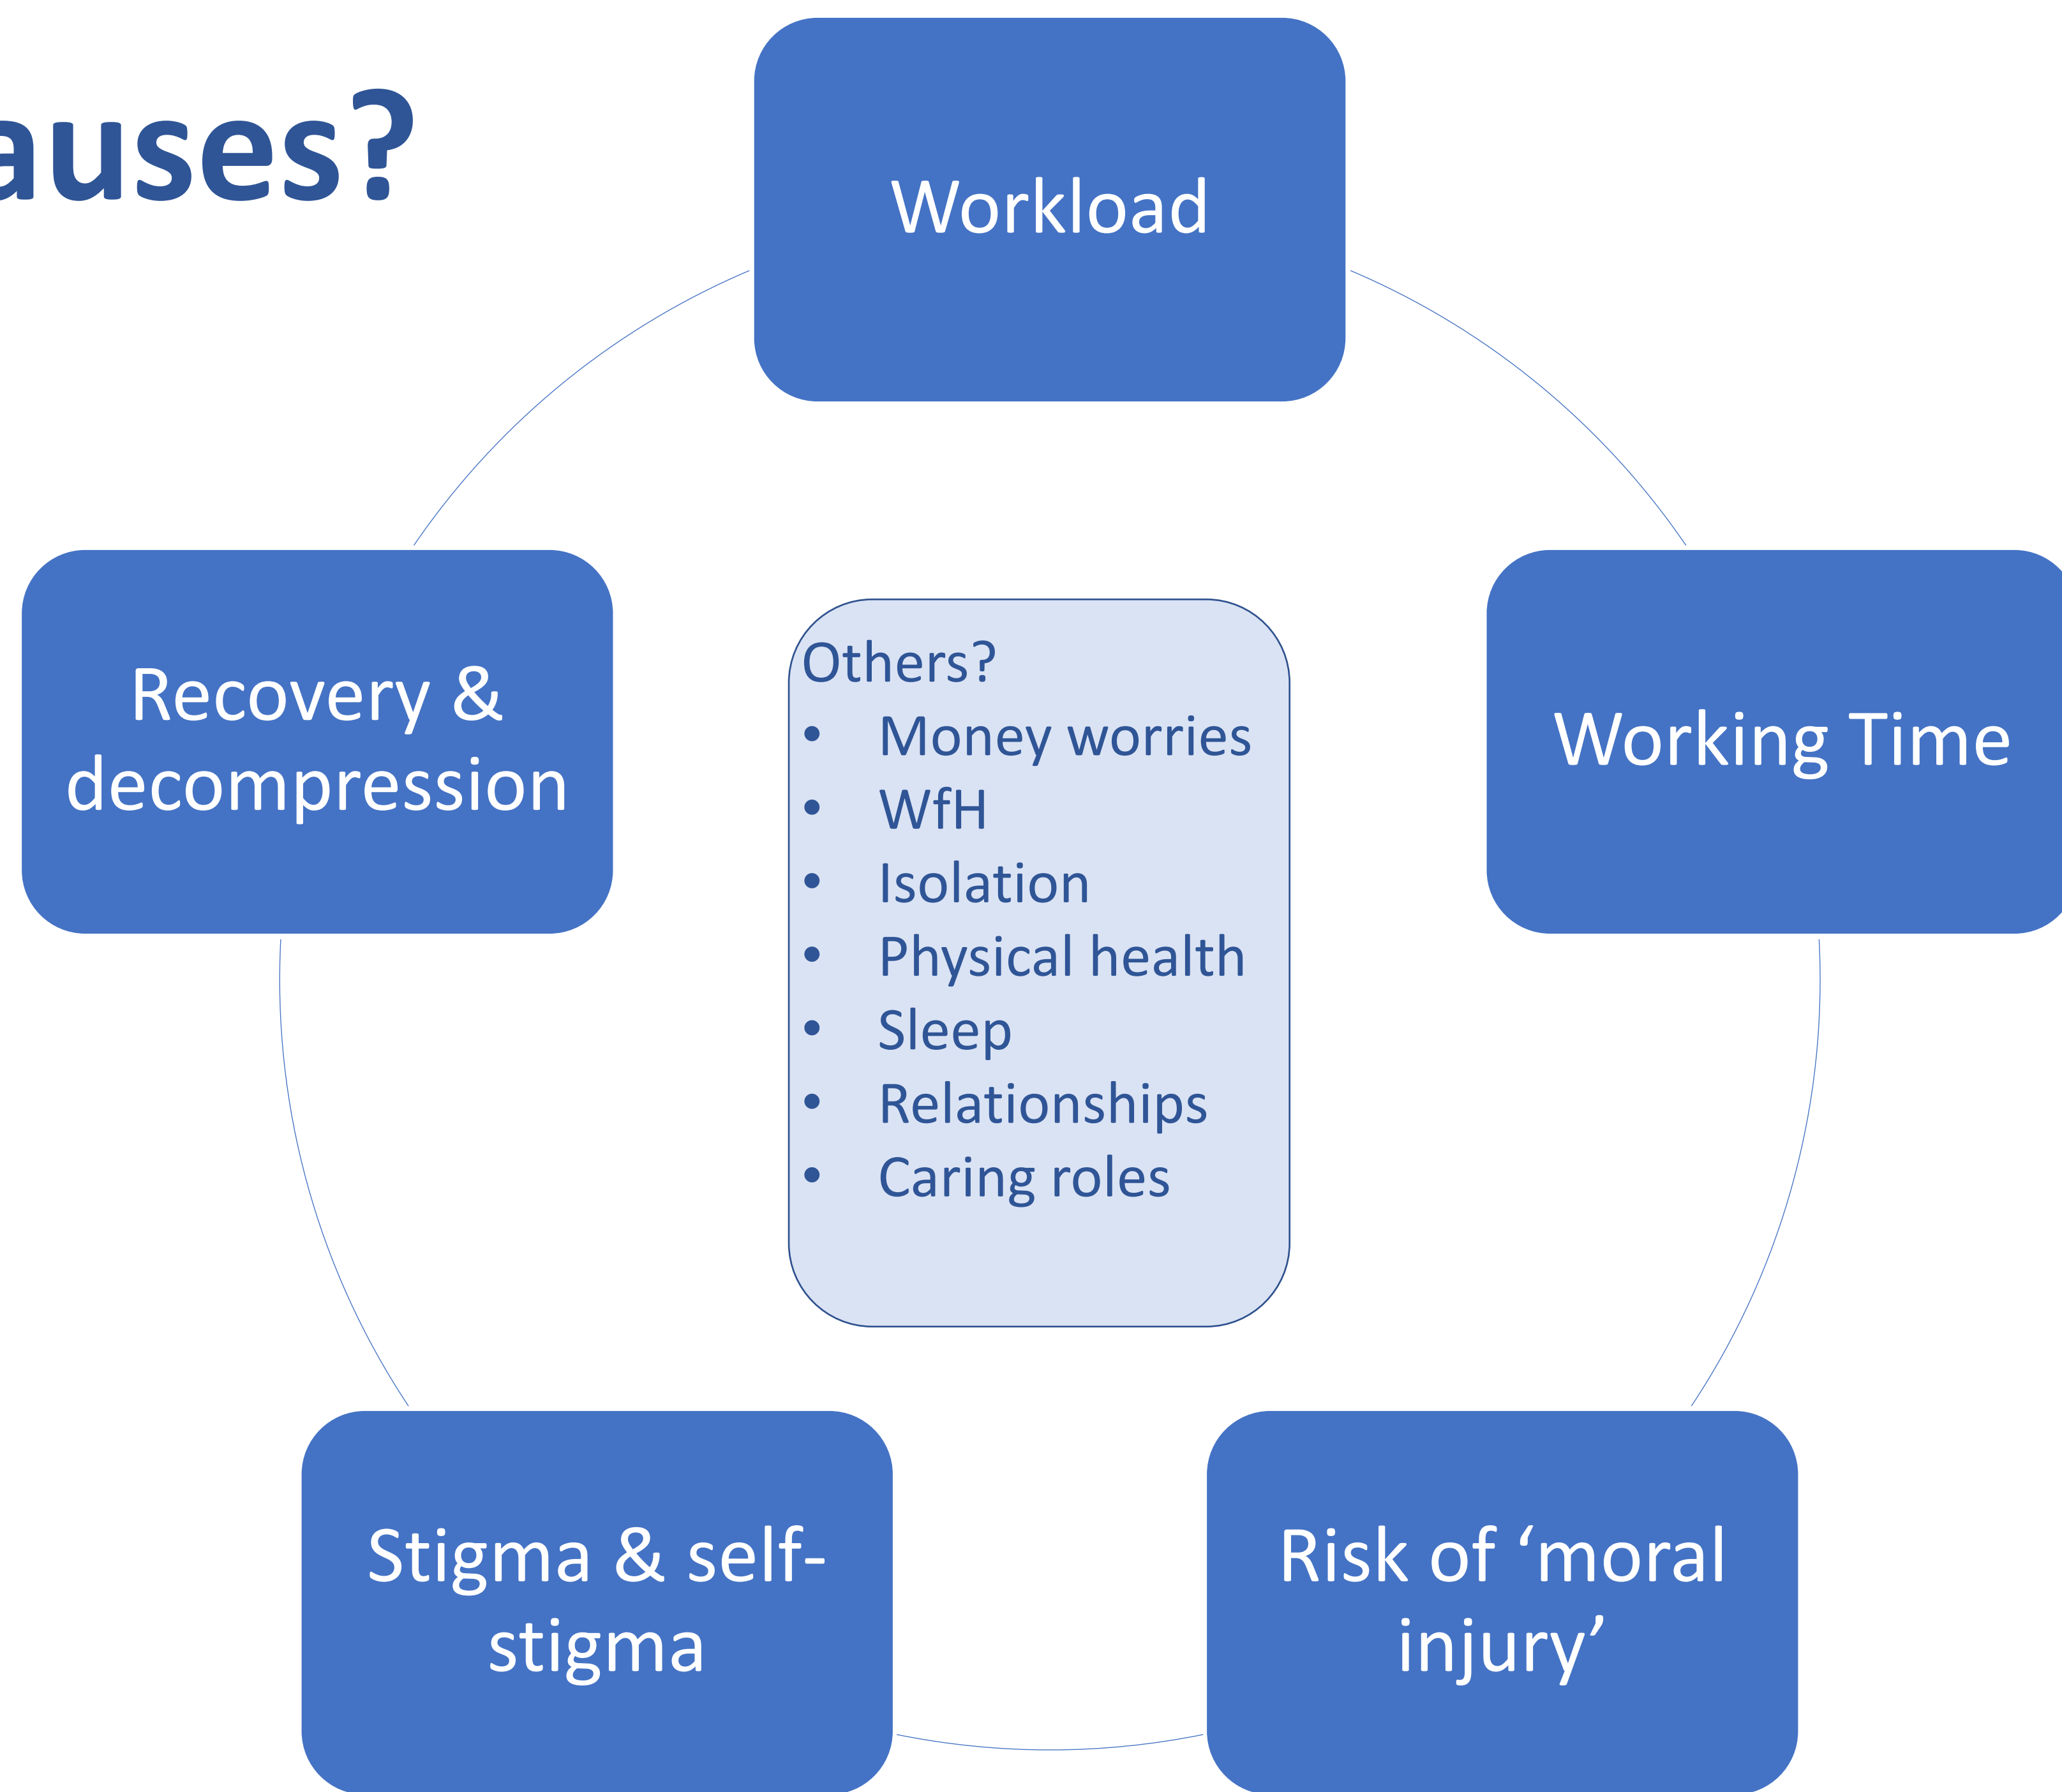 auses?
Workload
Recovery &
decompression
Others?
• Money worries
• WfH
• Isolation
• Physical health
• Sleep
• Relationships
• Caring roles
Working Time
Stigma & self-
stigma
Risk of ‘moral
injury’